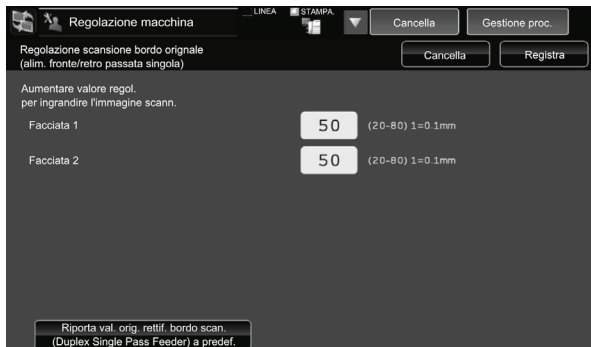 LINEA STAMPA.
Regolazione macchina Cancella Gestione proc.
Regolazione scansione bordo orignale
(alim. fronte/retro passata singolo)
Cancella Registra
Aumentare valore regol.
per ingrandire l'immagine scann.
Facciata 1 50 (20-80) 1=0.1mm
Facciata 2 50 (20-80) 1=0.1mm
Riporta val. orig. rettif. bordo scan.
(Duplex Single Pass Feeder) a predef.